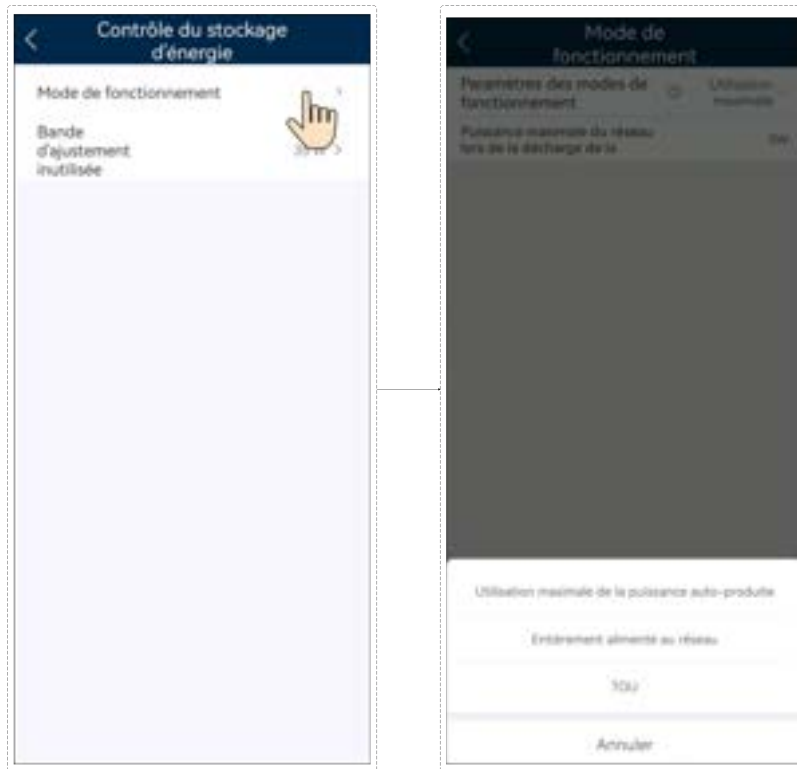 Contrôle du stockage
d'énergie
Mode de fonctionnement
Bande
d'ajustement
inutilisée
Mode de
fonctionnement
Paramètres des modes de
fonctionnement
Utilisation
maximale
Puissance maximale du réseau
lors de la décharge de la
Utilisation maximale de la puissance auto-produite
Entièrement alimenté au réseau
TOU
Annuler